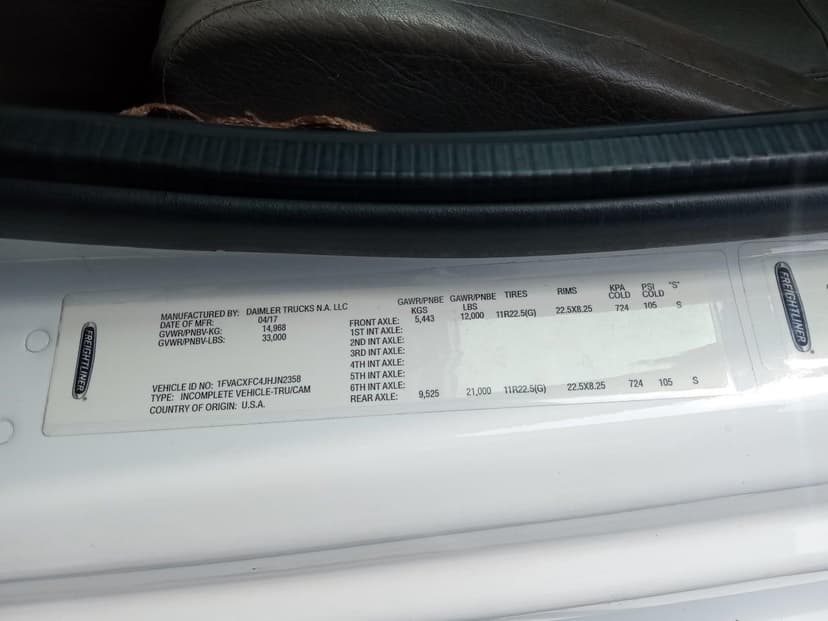 FREIGHTLINER
MANUFACTURED BY: DAIMLER TRUCKS N.A. LLC
DATE OF MFR: 04/17
GVWR/PNBV-KG: 14,968
GVWR/PNBV-LBS: 33,000
VEHICLE ID NO: 1FVACXFC4JHJN2358
TYPE: INCOMPLETE VEHICLE-TRU/CAM
COUNTRY OF ORIGIN: U.S.A.
GAWR/PNBE KGS GAWR/PNBE LBS TIRES RIMS KPA COLD PSI COLD "S"
FRONT AXLE: 5,443 12,000 11R22.5(G) 22.5X8.25 724 105 S
1ST INT AXLE:
2ND INT AXLE:
3RD INT AXLE:
4TH INT AXLE:
5TH INT AXLE:
6TH INT AXLE:
REAR AXLE: 9,525 21,000 11R22.5(G) 22.5X8.25 724 105 S
FREIGHTLINER